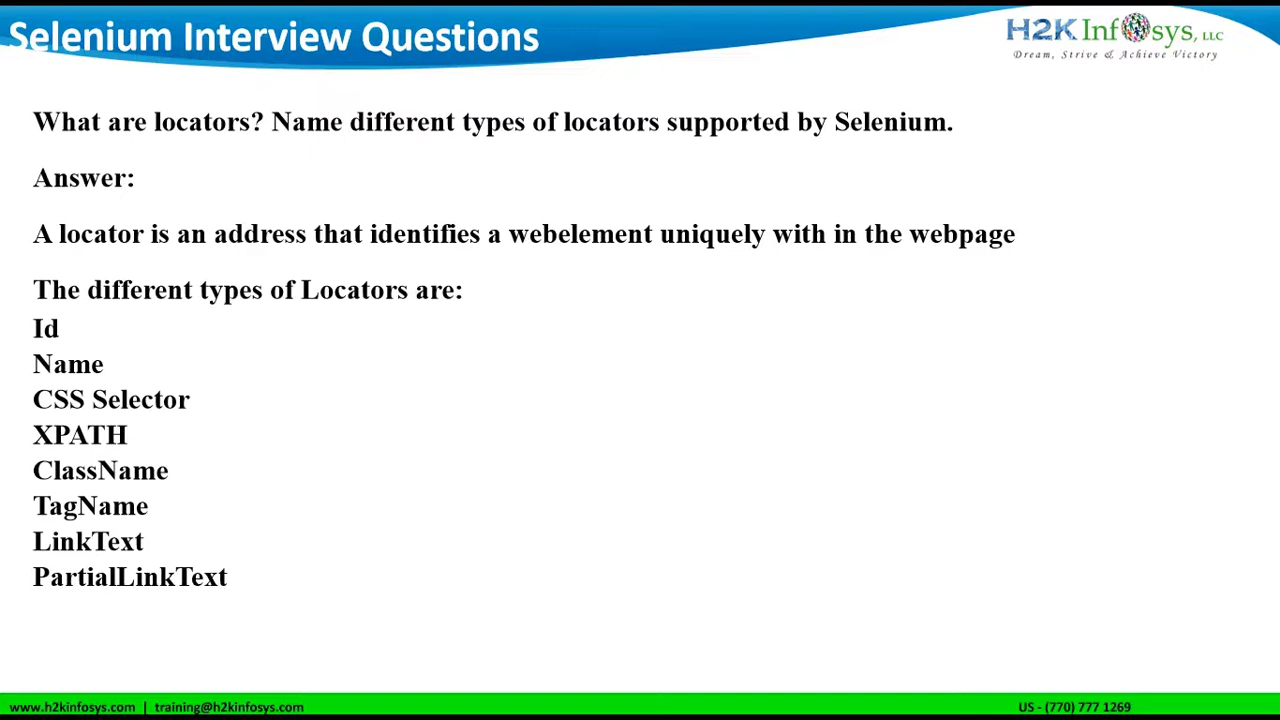 Selenium Interview Questions
H2K Infosys, LLC
Dream, Strive & Achieve Victory
What are locators? Name different types of locators supported by Selenium.
Answer:
A locator is an address that identifies a webelement uniquely with in the webpage
The different types of Locators are:
Id
Name
CSS Selector
XPATH
ClassName
TagName
LinkText
PartialLinkText
www.h2kinfosys.com | training@h2kinfosys.com
US - (770) 777 1269